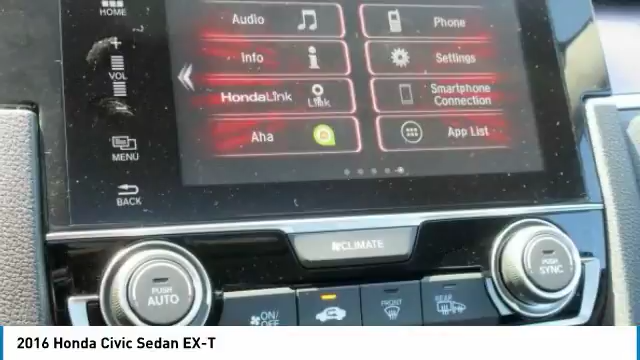 HOME
Audio
Phone
+
VOL
Info
i
Settings
HondaLink
Link
Smartphone
Connection
Aha
App List
MENU
BACK
CLIMATE
PUSH
AUTO
PUSH
SYNC
ON/
OFF
FRONT
REAR
2016 Honda Civic Sedan EX-T